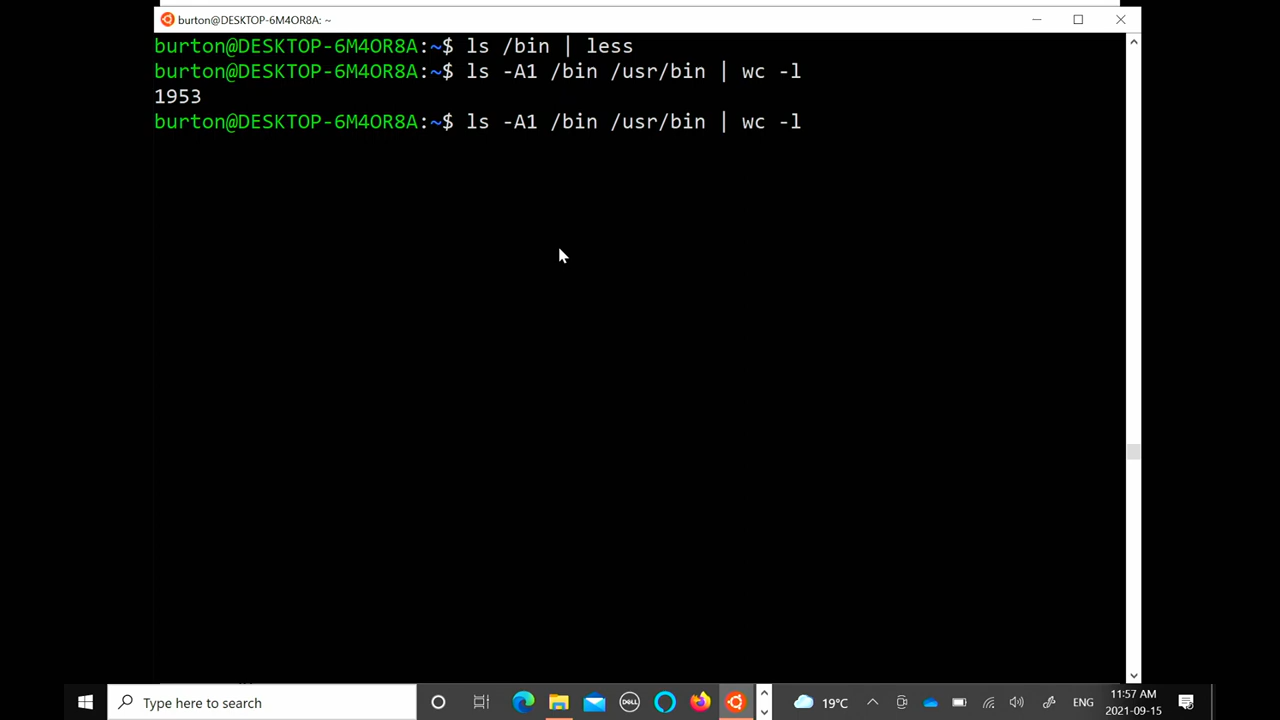 burton@DESKTOP-6M4OR8A: ~
burton@DESKTOP-6M4OR8A:~$ ls /bin | less
burton@DESKTOP-6M4OR8A:~$ ls -A1 /bin /usr/bin | wc -l
1953
burton@DESKTOP-6M4OR8A:~$ ls -A1 /bin /usr/bin | wc -l
Type here to search
DELL
19°C
ENG
11:57 AM
2021-09-15